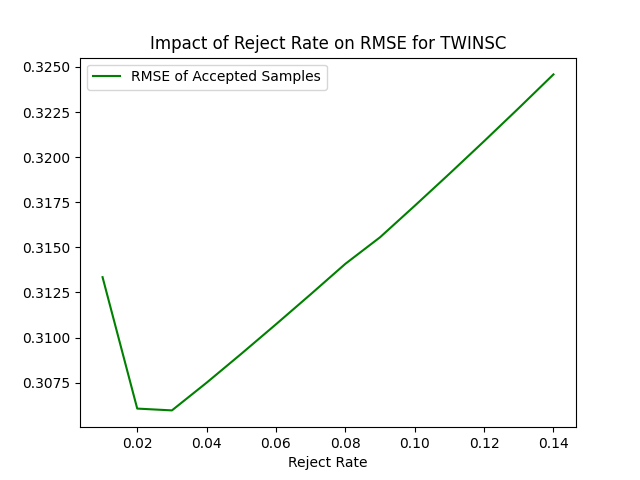 Impact of Reject Rate on RMSE for TWINSC
RMSE of Accepted Samples
0.3250
0.3225
0.3200
0.3175
0.3150
0.3125
0.3100
0.3075
0.02 0.04 0.06 0.08 0.10 0.12 0.14
Reject Rate